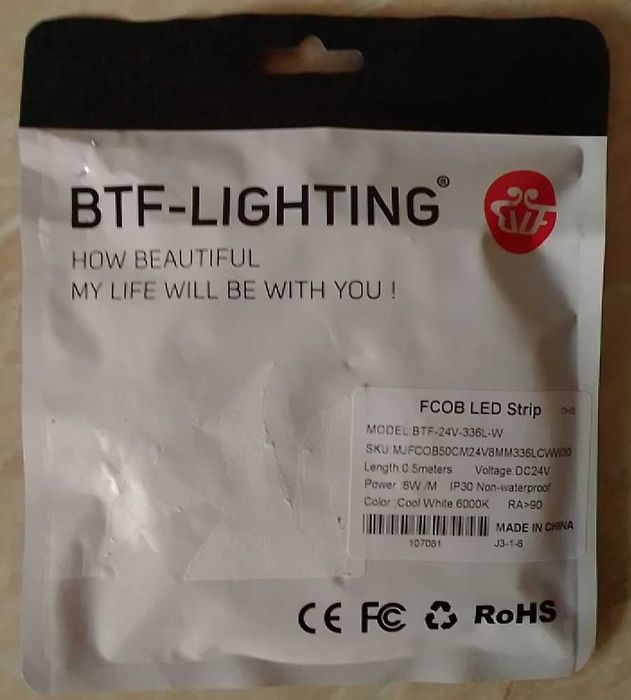 BTF-LIGHTING®
BTF
HOW BEAUTIFUL
MY LIFE WILL BE WITH YOU !
FCOB LED Strip
MODEL:BTF-24V-336L-W
SKU:MJFCOB50CM24V8MM336LCWW30
Length:0.5meters Voltage:DC24V
Power :8W /M IP30 Non-waterproof
Color :Cool White 6000K RA>90
MADE IN CHINA
107081 J3-1-6
CE FC RoHS